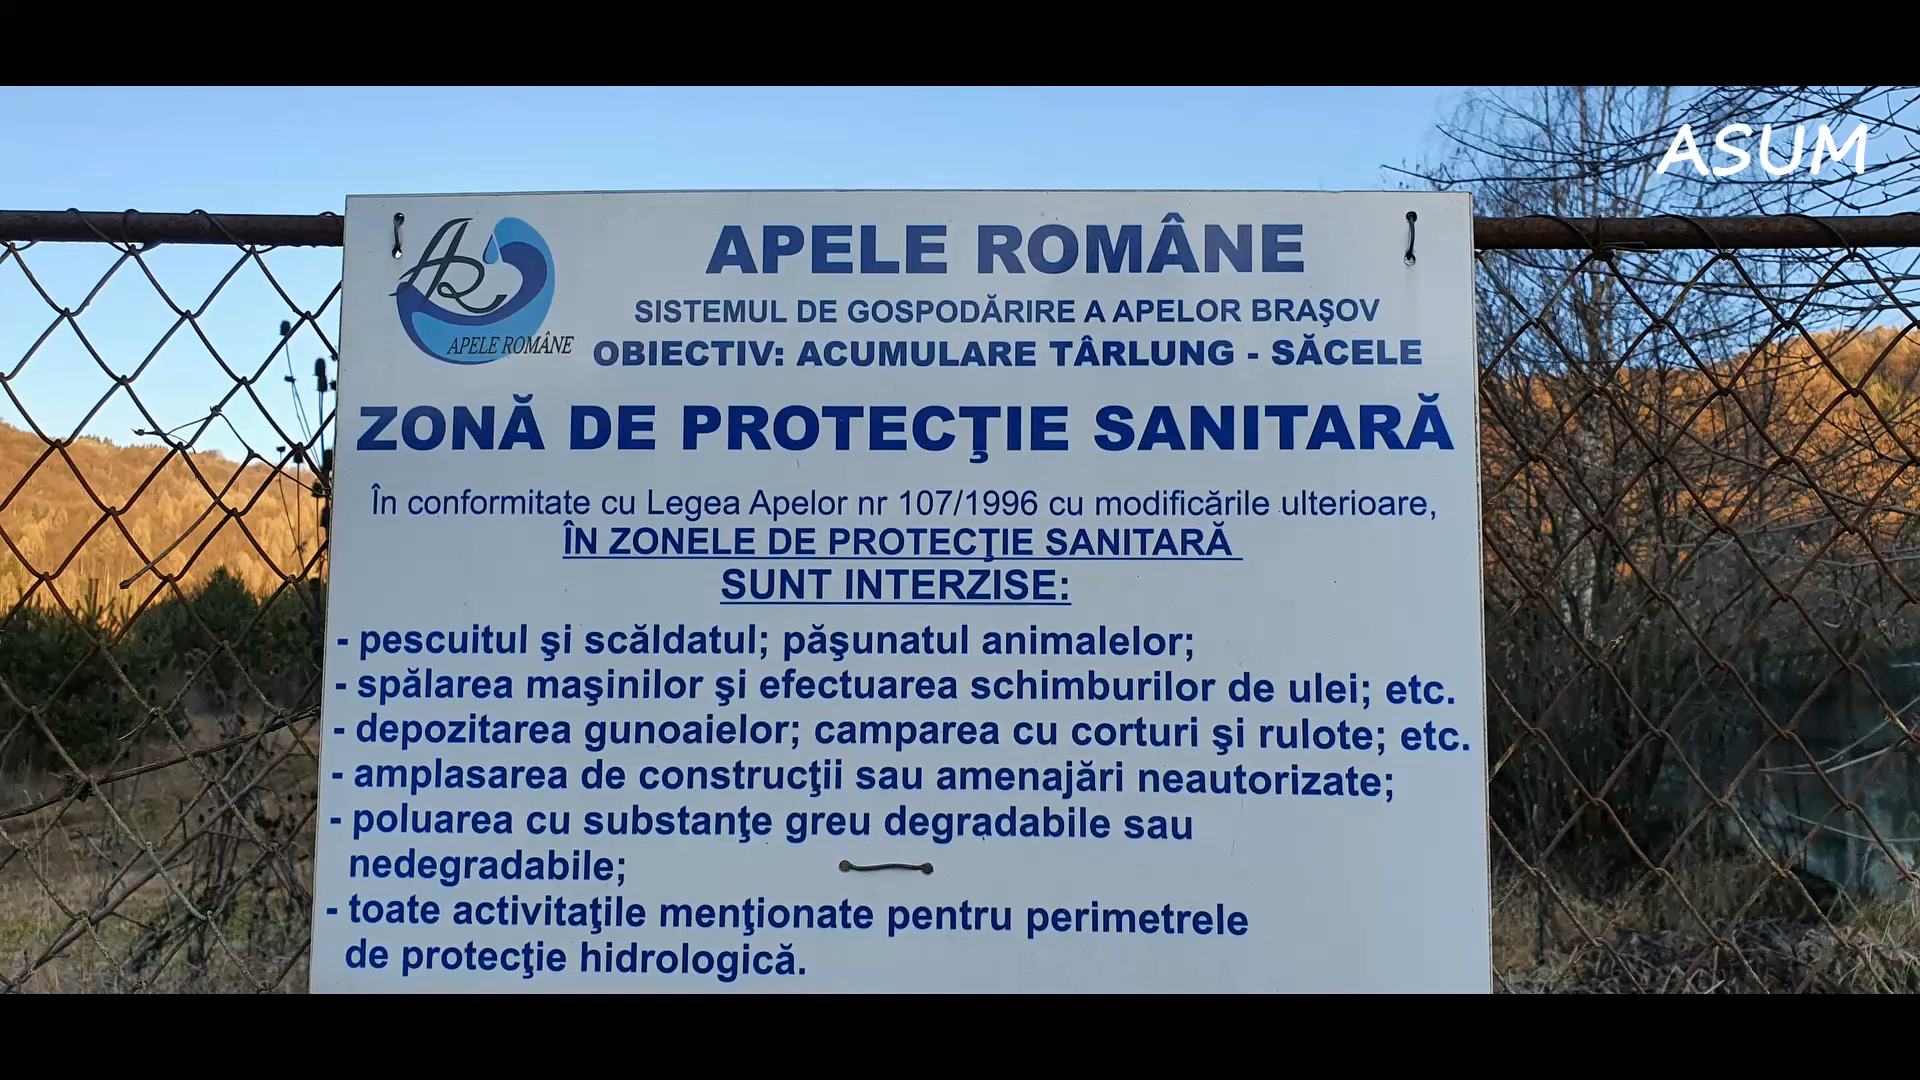 ASUM
AR
APELE ROMÂNE
APELE ROMÂNE
SISTEMUL DE GOSPODĂRIRE A APELOR BRAŞOV
OBIECTIV: ACUMULARE TÂRLUNG - SĂCELE
ZONĂ DE PROTECŢIE SANITARĂ
În conformitate cu Legea Apelor nr 107/1996 cu modificările ulterioare,
ÎN ZONELE DE PROTECŢIE SANITARĂ
SUNT INTERZISE:
- pescuitul şi scăldatul; păşunatul animalelor;
- spălarea maşinilor şi efectuarea schimburilor de ulei; etc.
- depozitarea gunoaielor; camparea cu corturi şi rulote; etc.
- amplasarea de construcţii sau amenajări neautorizate;
- poluarea cu substanţe greu degradabile sau
nedegradabile;
- toate activitaţile menţionate pentru perimetrele
de protecţie hidrologică.